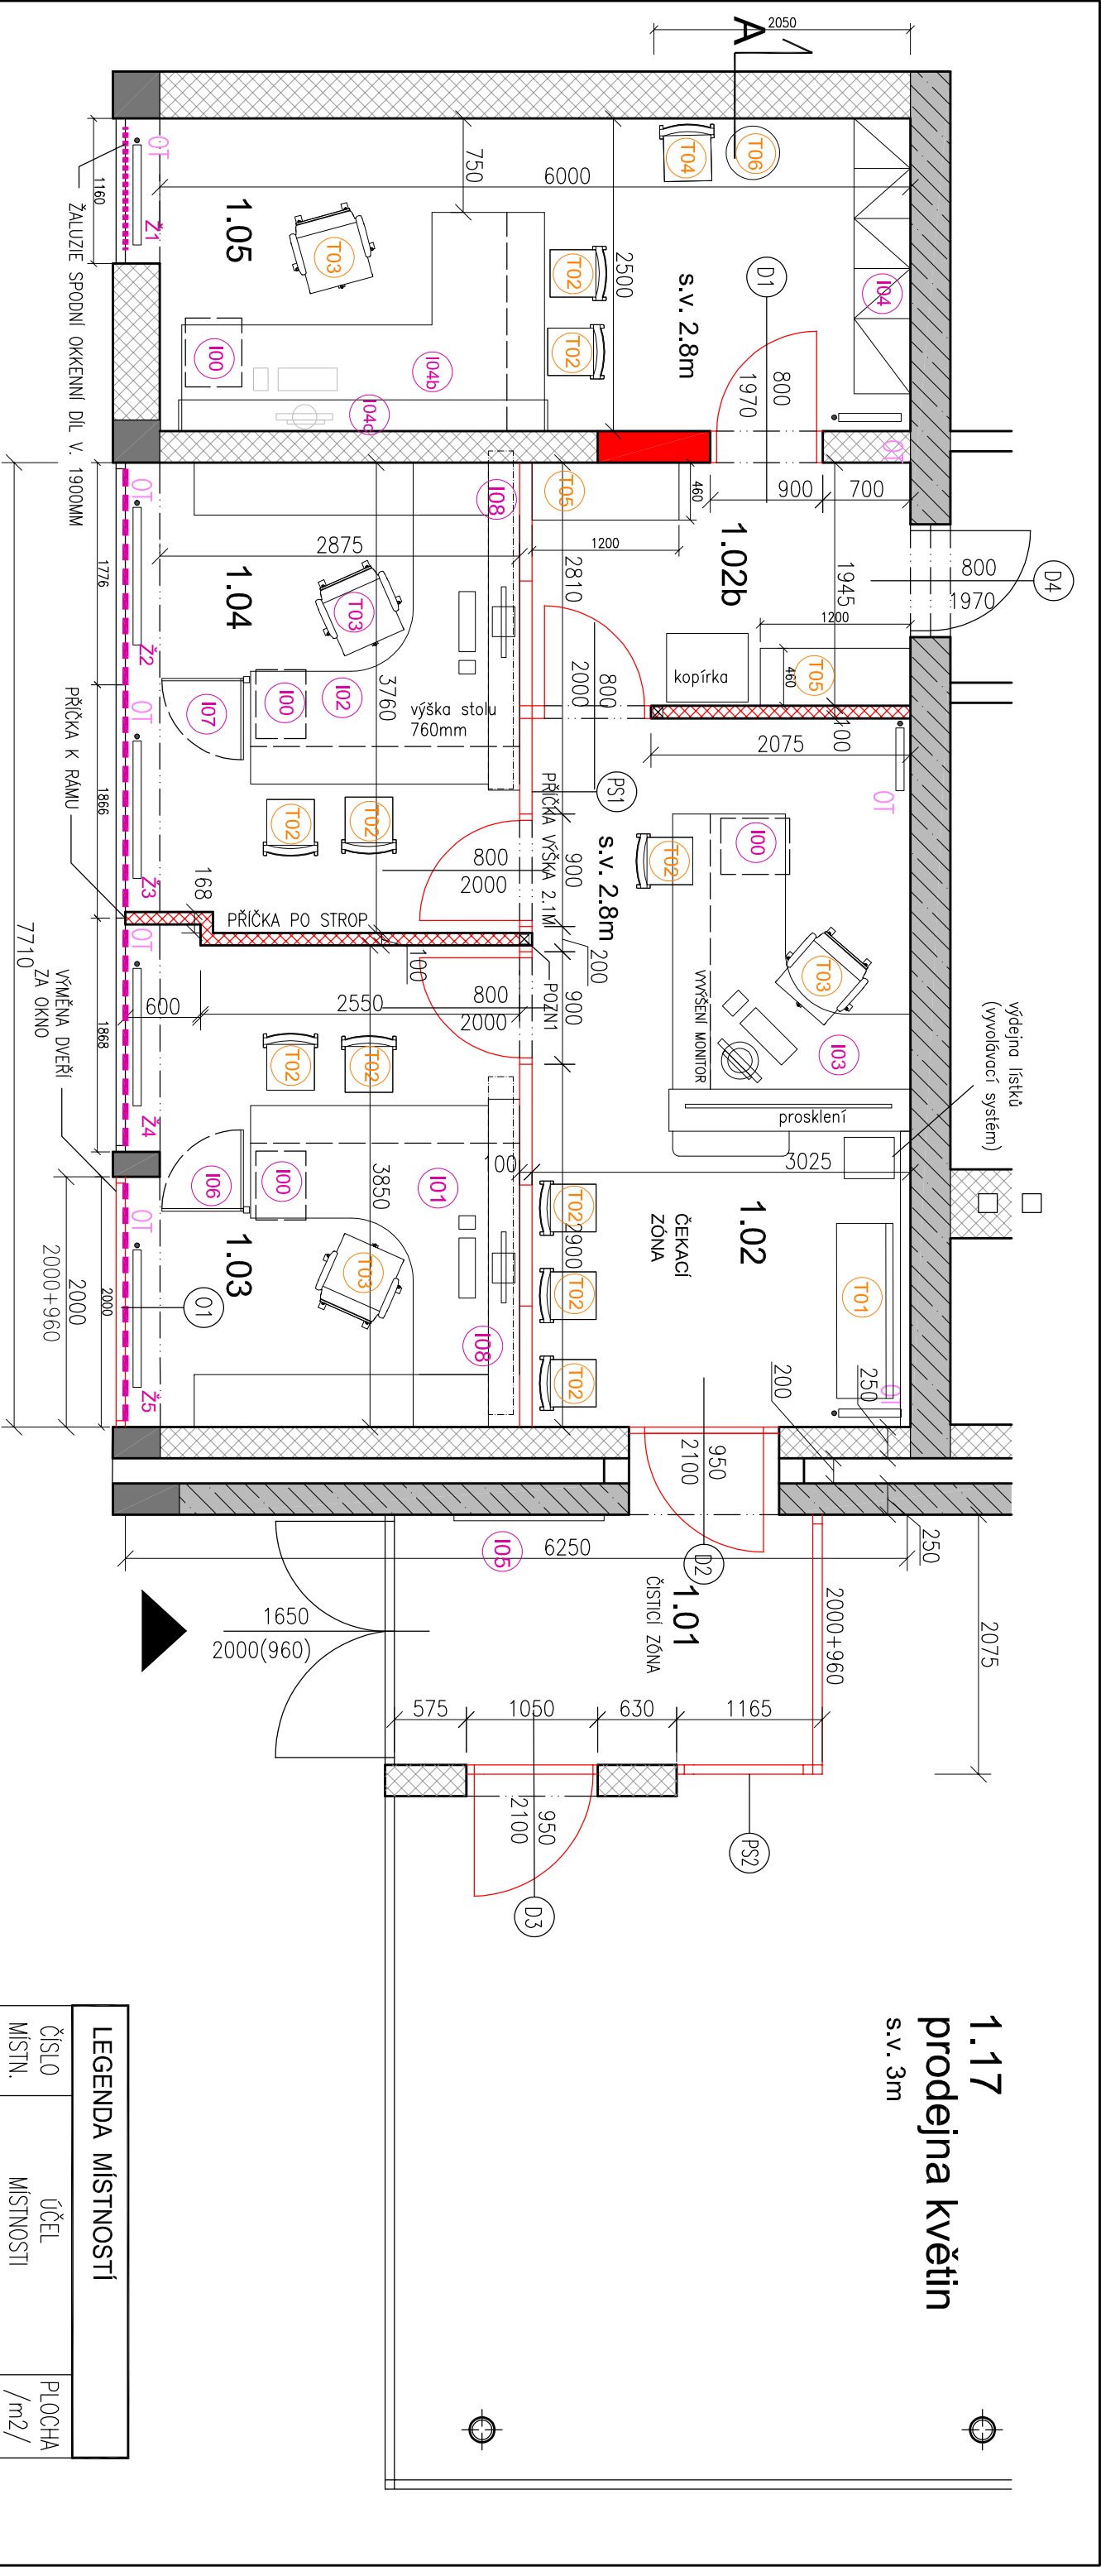 A
2050
výdejna lístků
(vyvolávací systém)
D4
800
1970
I04
T06
T04
6000
750
2500
1.05
T03
T02
T02
s.v. 2.8m
D1
800
1970
I00
I04b
I04c
OT
1160
Ž1
ŽALUZIE SPODNÍ OKKENNÍ DÍL V. 1900MM
OT
900
700
460
1200
T05
1.02b
1945
1200
T05
460
kopírka
100
2075
OT
2810
800
2000
PS1
PŘÍČKA VÝŠKA 2.1M
s.v. 2.8m
900
200
900
POZN1
I08
2875
1.04
T03
3760
I02
I00
I07
výška stolu
760mm
T02
T02
800
2000
168
PŘÍČKA PO STROP
100
OT
Ž2
OT
Ž3
1776
1866
PŘÍČKA K RÁMU
7710
OT
VÝMĚNA DVEŘÍ
ZA OKNO
600
2550
800
2000
T02
T02
1868
Ž4
I00
T02
T03
VYVÝŠENÍ MONITOR
I03
prosklení
3025
100
I01
I00
I06
3850
1.03
T03
I08
OT
O1
Ž5
2000
2000
2000+960
T02
T02
T02
2900
ČEKACÍ
ZÓNA
1.02
T01
OT
250
200
250
950
2100
D2
I05
6250
1.01
ČISTICÍ ZÓNA
2000+960
2075
1650
2000(960)
575
1050
630
1165
PS2
950
2100
D3
1.17
prodejna květin
s.v. 3m
LEGENDA MÍSTNOSTÍ
ČÍSLO
MÍSTN.
ÚČEL
MÍSTNOSTI
PLOCHA
/m2/